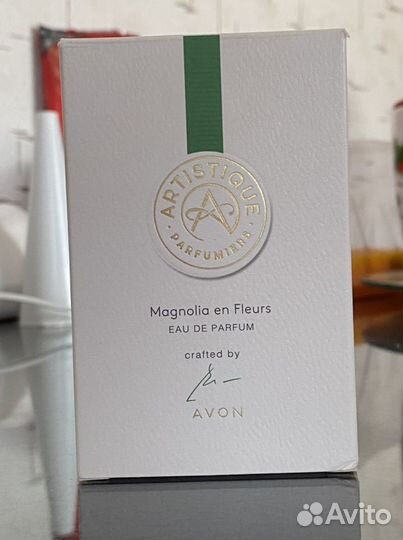 ARTISTIQUE
· PARFUMIERS ·
Magnolia en Fleurs
EAU DE PARFUM
crafted by
AVON
Avito